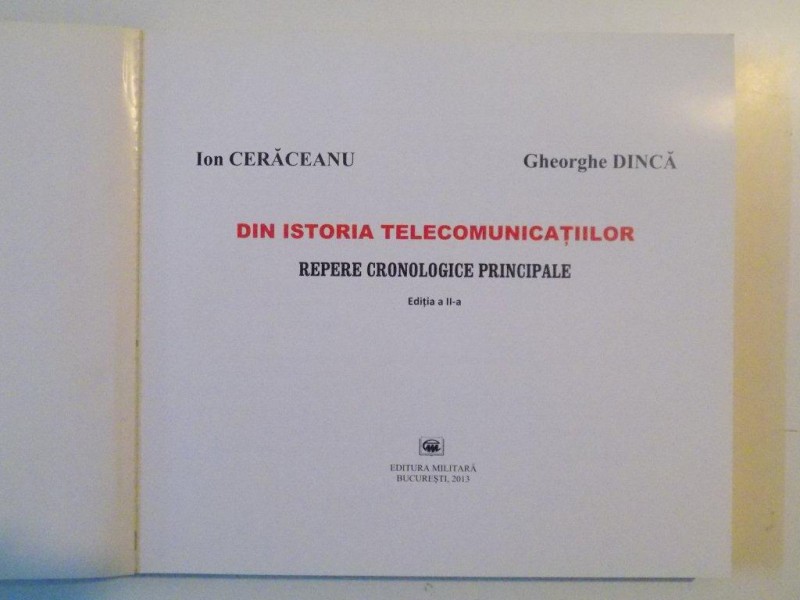 Ion CERĂCEANU Gheorghe DINCĂ
DIN ISTORIA TELECOMUNICAȚIILOR
REPERE CRONOLOGICE PRINCIPALE
Ediția a II-a
EDITURA MILITARĂ
BUCUREȘTI, 2013